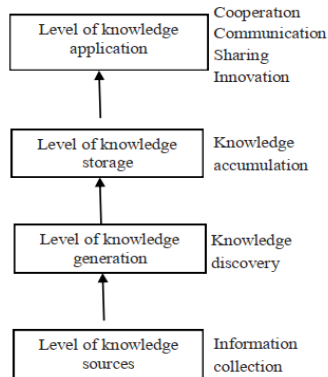 Level of knowledge
application
Cooperation
Communication
Sharing
Innovation
Level of knowledge
storage
Knowledge
accumulation
Level of knowledge
generation
Knowledge
discovery
Level of knowledge
sources
Information
collection